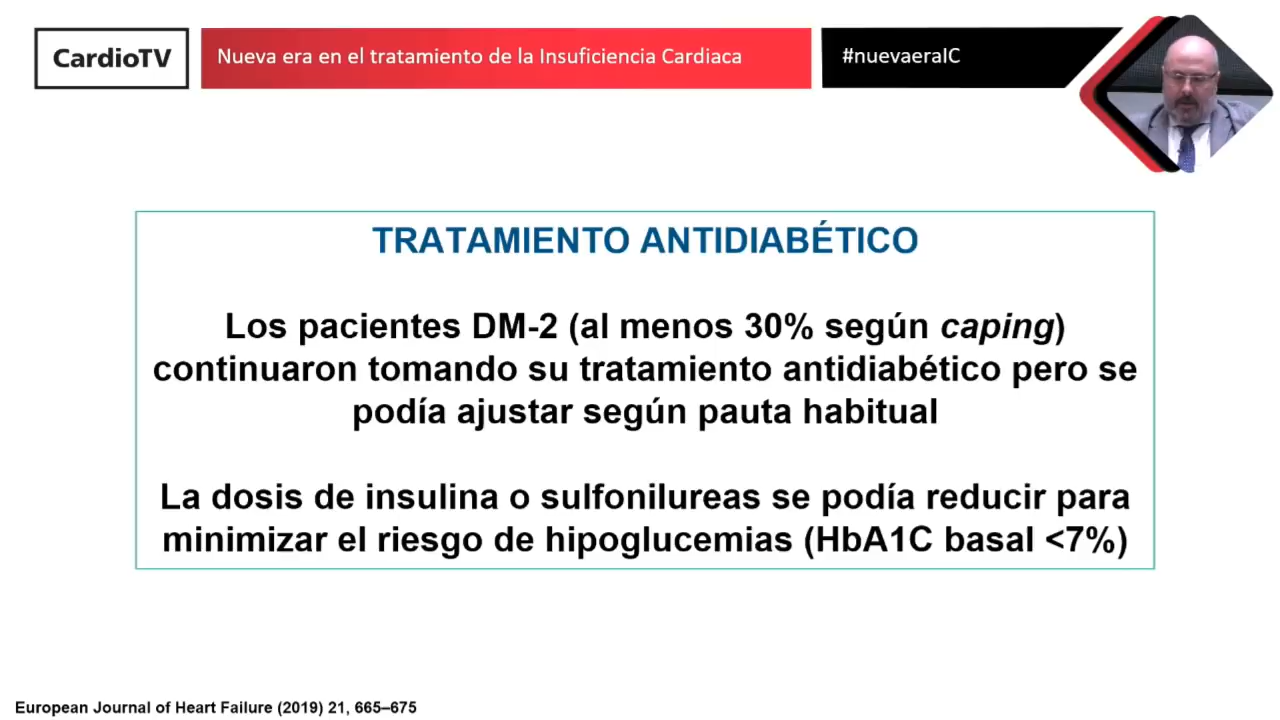 CardioTV
Nueva era en el tratamiento de la Insuficiencia Cardiaca
#nuevaeraIC
TRATAMIENTO ANTIDIABÉTICO
Los pacientes DM-2 (al menos 30% según caping)
continuaron tomando su tratamiento antidiabético pero se
podía ajustar según pauta habitual
La dosis de insulina o sulfonilureas se podía reducir para
minimizar el riesgo de hipoglucemias (HbA1C basal <7%)
European Journal of Heart Failure (2019) 21, 665–675